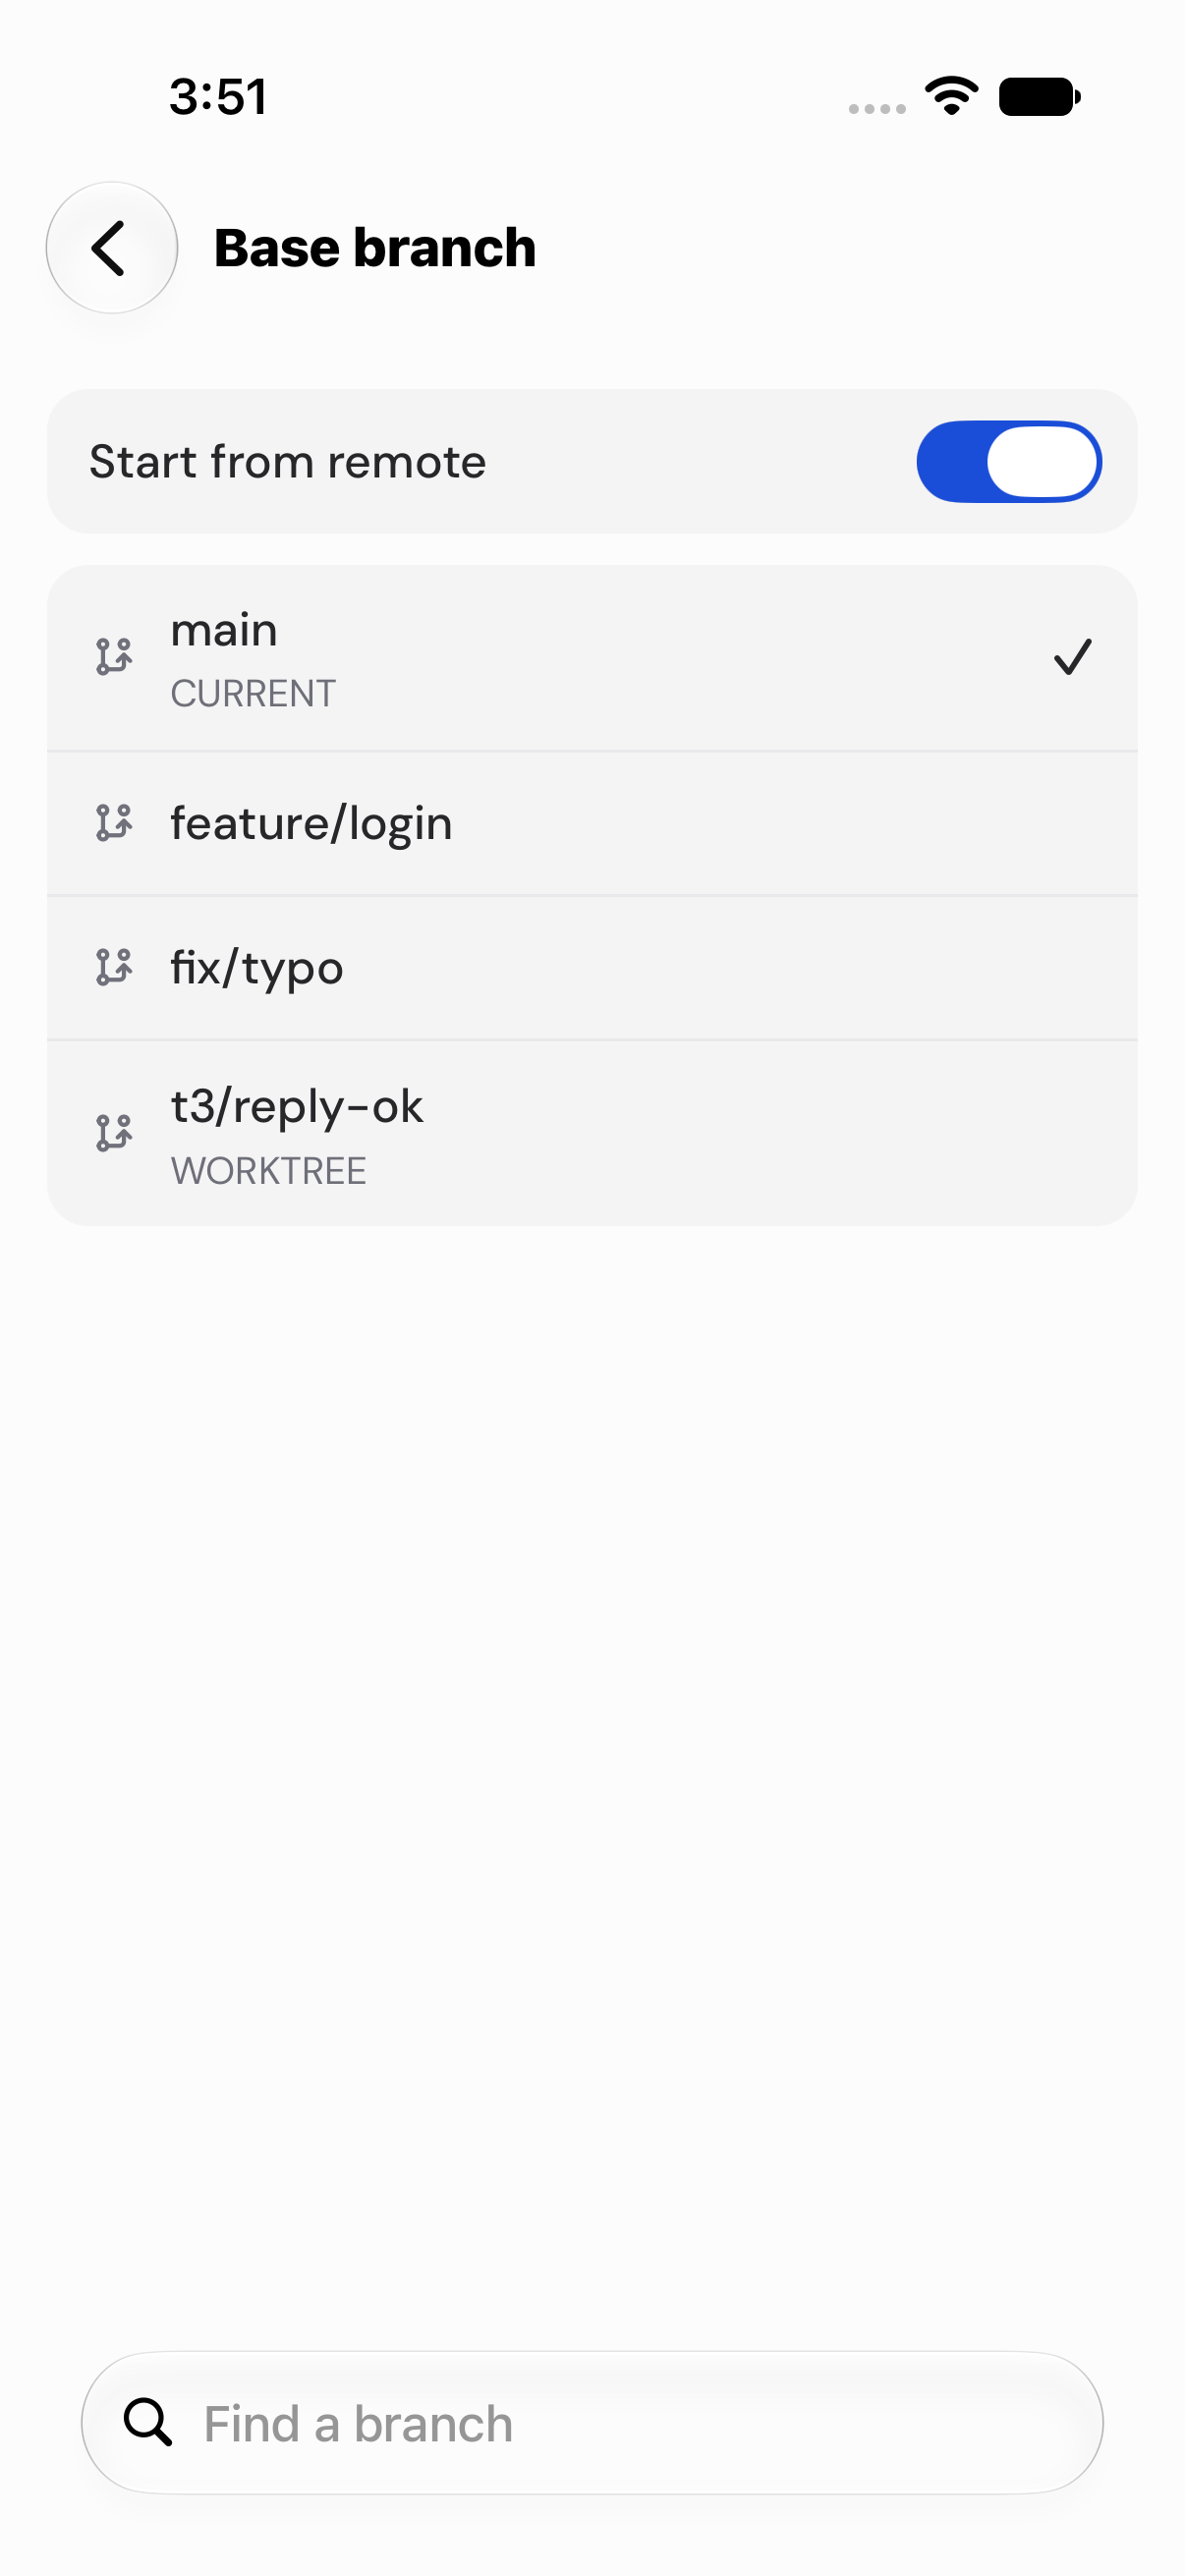 3:51
Base branch
Start from remote
main
CURRENT
feature/login
fix/typo
t3/reply-ok
WORKTREE
Find a branch